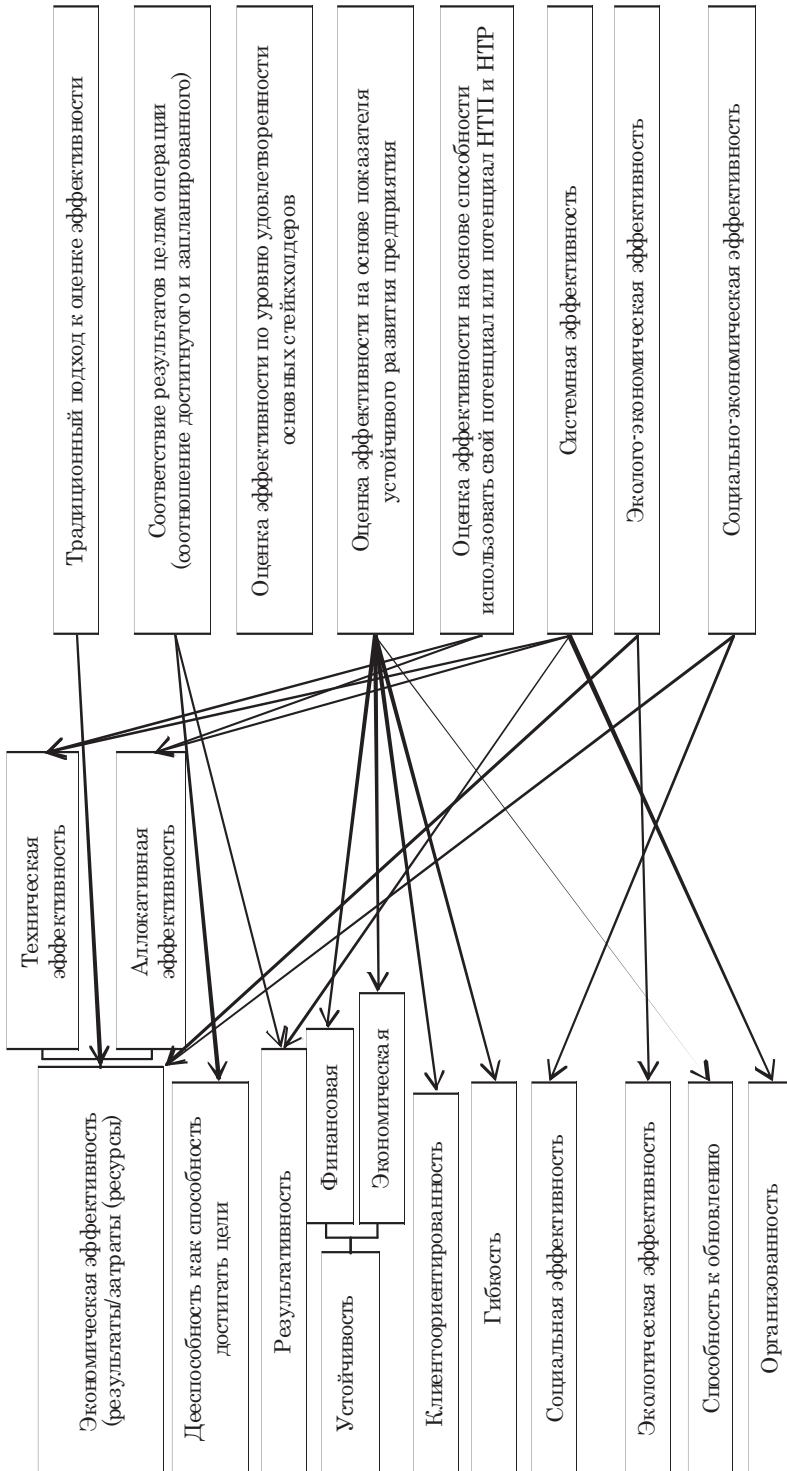 Экономическая эффективность
(результаты/затраты (ресурсы)
Дееспособность как способность
достигать цели
Результативность
Устойчивость
Клиентоориентированность
Гибкость
Социальная эффективность
Экологическая эффективность
Способность к обновлению
Организованность
Техническая
эффективность
Аллокативная
эффективность
Финансовая
Экономическая
Традиционный подход к оценке эффективности
Соответствие результатов целям операции
(соотношение достигнутого и запланированного)
Оценка эффективности по уровню удовлетворенности
основных стейкхолдеров
Оценка эффективности на основе показателя
устойчивого развития предприятия
Оценка эффективности на основе способности
использовать свой потенциал или потенциал НТП и НТР
Системная эффективность
Эколого-экономическая эффективность
Социально-экономическая эффективность